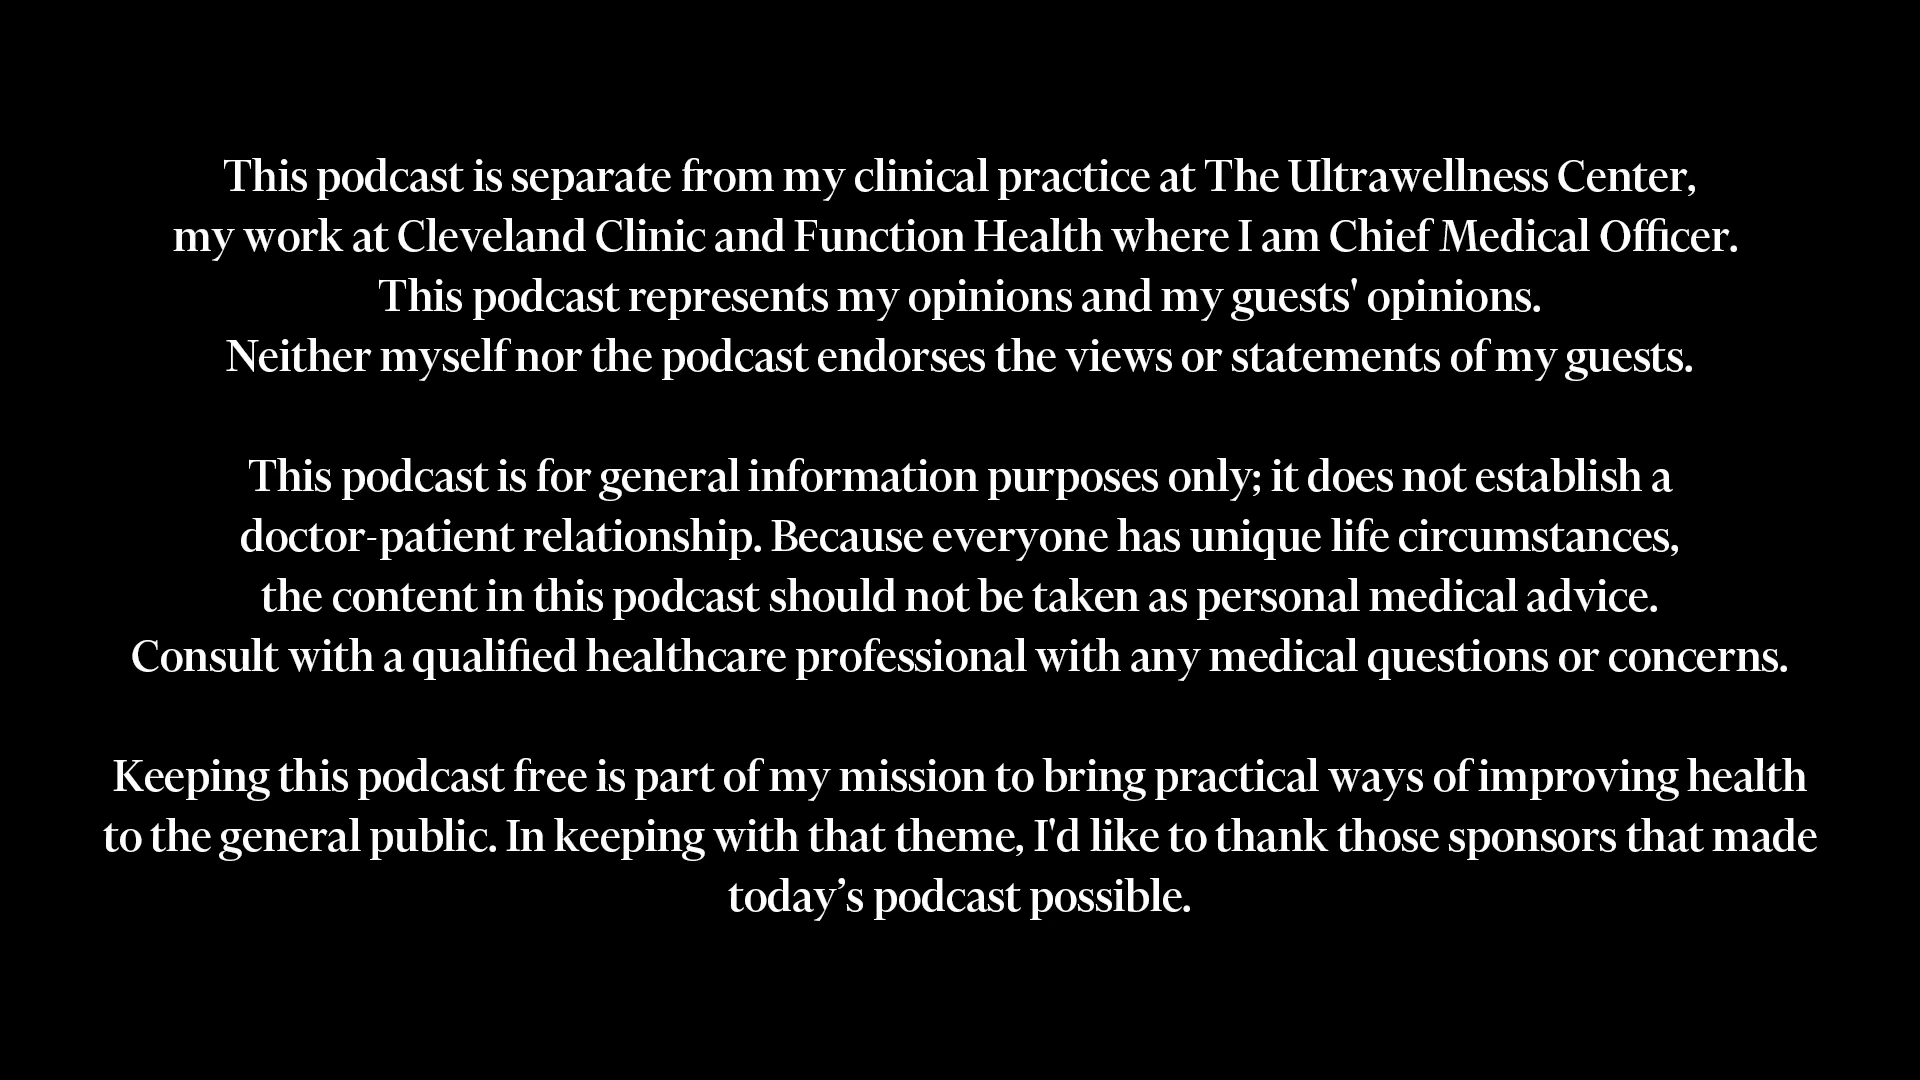 This podcast is separate from my clinical practice at The Ultrawellness Center,
my work at Cleveland Clinic and Function Health where I am Chief Medical Officer.
This podcast represents my opinions and my guests' opinions.
Neither myself nor the podcast endorses the views or statements of my guests.
This podcast is for general information purposes only; it does not establish a
doctor-patient relationship. Because everyone has unique life circumstances,
the content in this podcast should not be taken as personal medical advice.
Consult with a qualified healthcare professional with any medical questions or concerns.
Keeping this podcast free is part of my mission to bring practical ways of improving health
to the general public. In keeping with that theme, I'd like to thank those sponsors that made
today’s podcast possible.